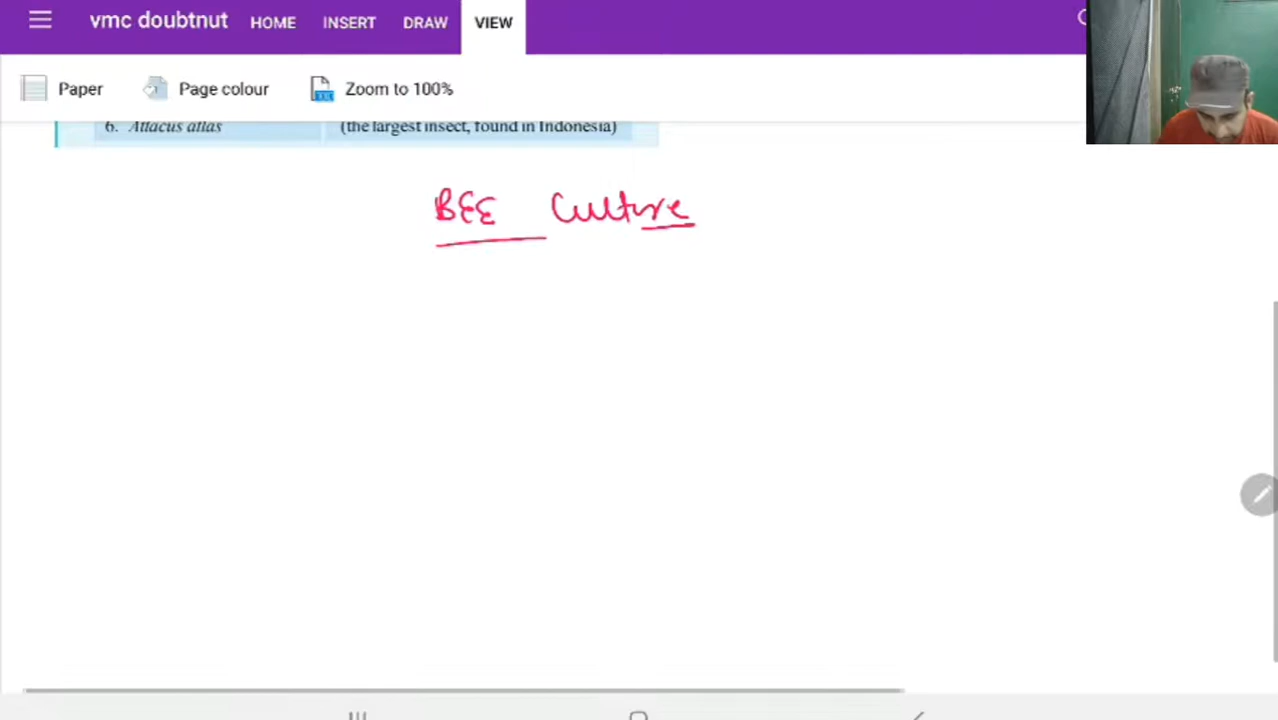 vmc doubtnut HOME INSERT DRAW VIEW
Paper Page colour Zoom to 100%
6. Attacus atlas (the largest insect, found in Indonesia)
BEE Culture